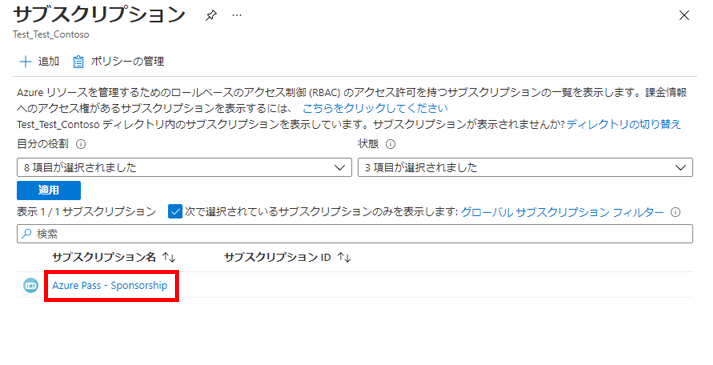 サブスクリプション
Test_Test_Contoso
追加 ポリシーの管理
Azure リソースを管理するためのロールベースのアクセス制御 (RBAC) のアクセス許可を持つサブスクリプションの一覧を表示します。課金情報
へのアクセス権があるサブスクリプションを表示するには、 こちらをクリックしてください
Test_Test_Contoso ディレクトリ内のサブスクリプションを表示しています。サブスクリプションが表示されませんか? ディレクトリの切り替え
自分の役割 状態
8 項目が選択されました 3 項目が選択されました
適用
表示 1 / 1 サブスクリプション 次で選択されているサブスクリプションのみを表示します: グローバル サブスクリプション フィルター
検索
サブスクリプション名 ↑↓ サブスクリプション ID ↑↓
Azure Pass - Sponsorship